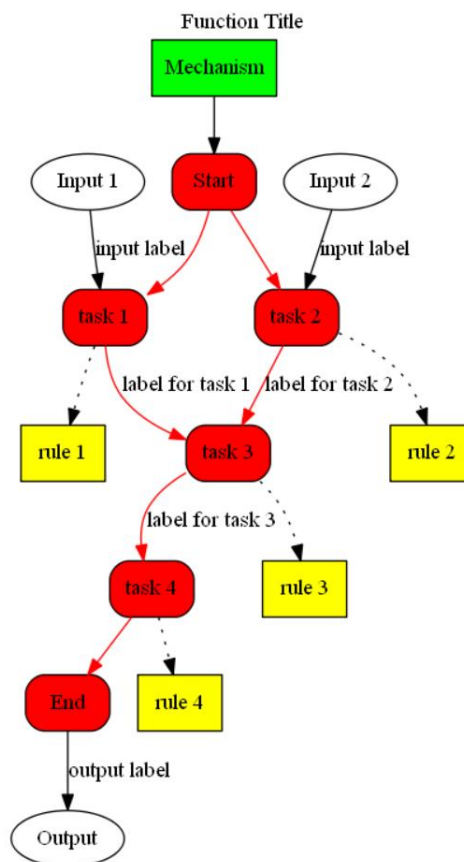 Function Title
Mechanism
Input 1
Start
Input 2
input label
input label
task 1
task 2
label for task 1
label for task 2
rule 1
task 3
rule 2
label for task 3
task 4
rule 3
End
rule 4
output label
Output